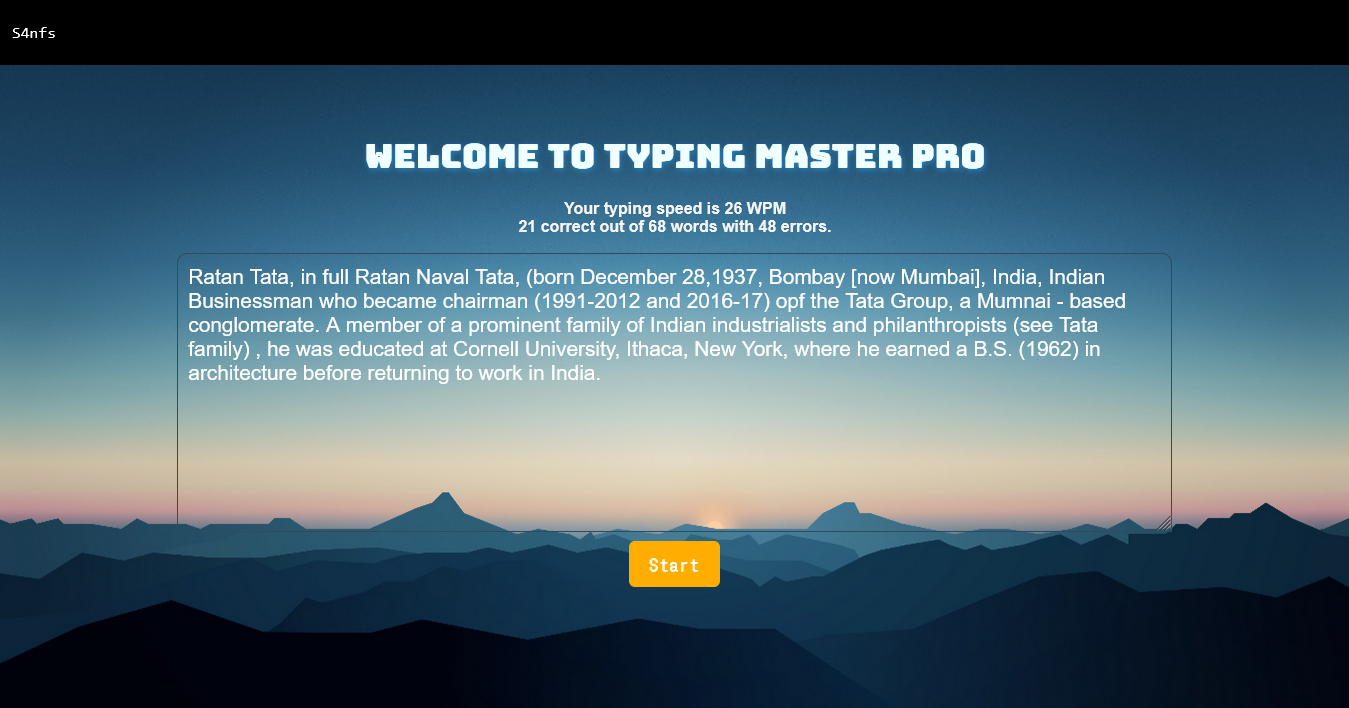 S4nfs
WELCOME TO TYPING MASTER PRO
Your typing speed is 26 WPM
21 correct out of 68 words with 48 errors.
Ratan Tata, in full Ratan Naval Tata, (born December 28,1937, Bombay [now Mumbai], India, Indian
Businessman who became chairman (1991-2012 and 2016-17) opf the Tata Group, a Mumnai - based
conglomerate. A member of a prominent family of Indian industrialists and philanthropists (see Tata
family) , he was educated at Cornell University, Ithaca, New York, where he earned a B.S. (1962) in
architecture before returning to work in India.
Start